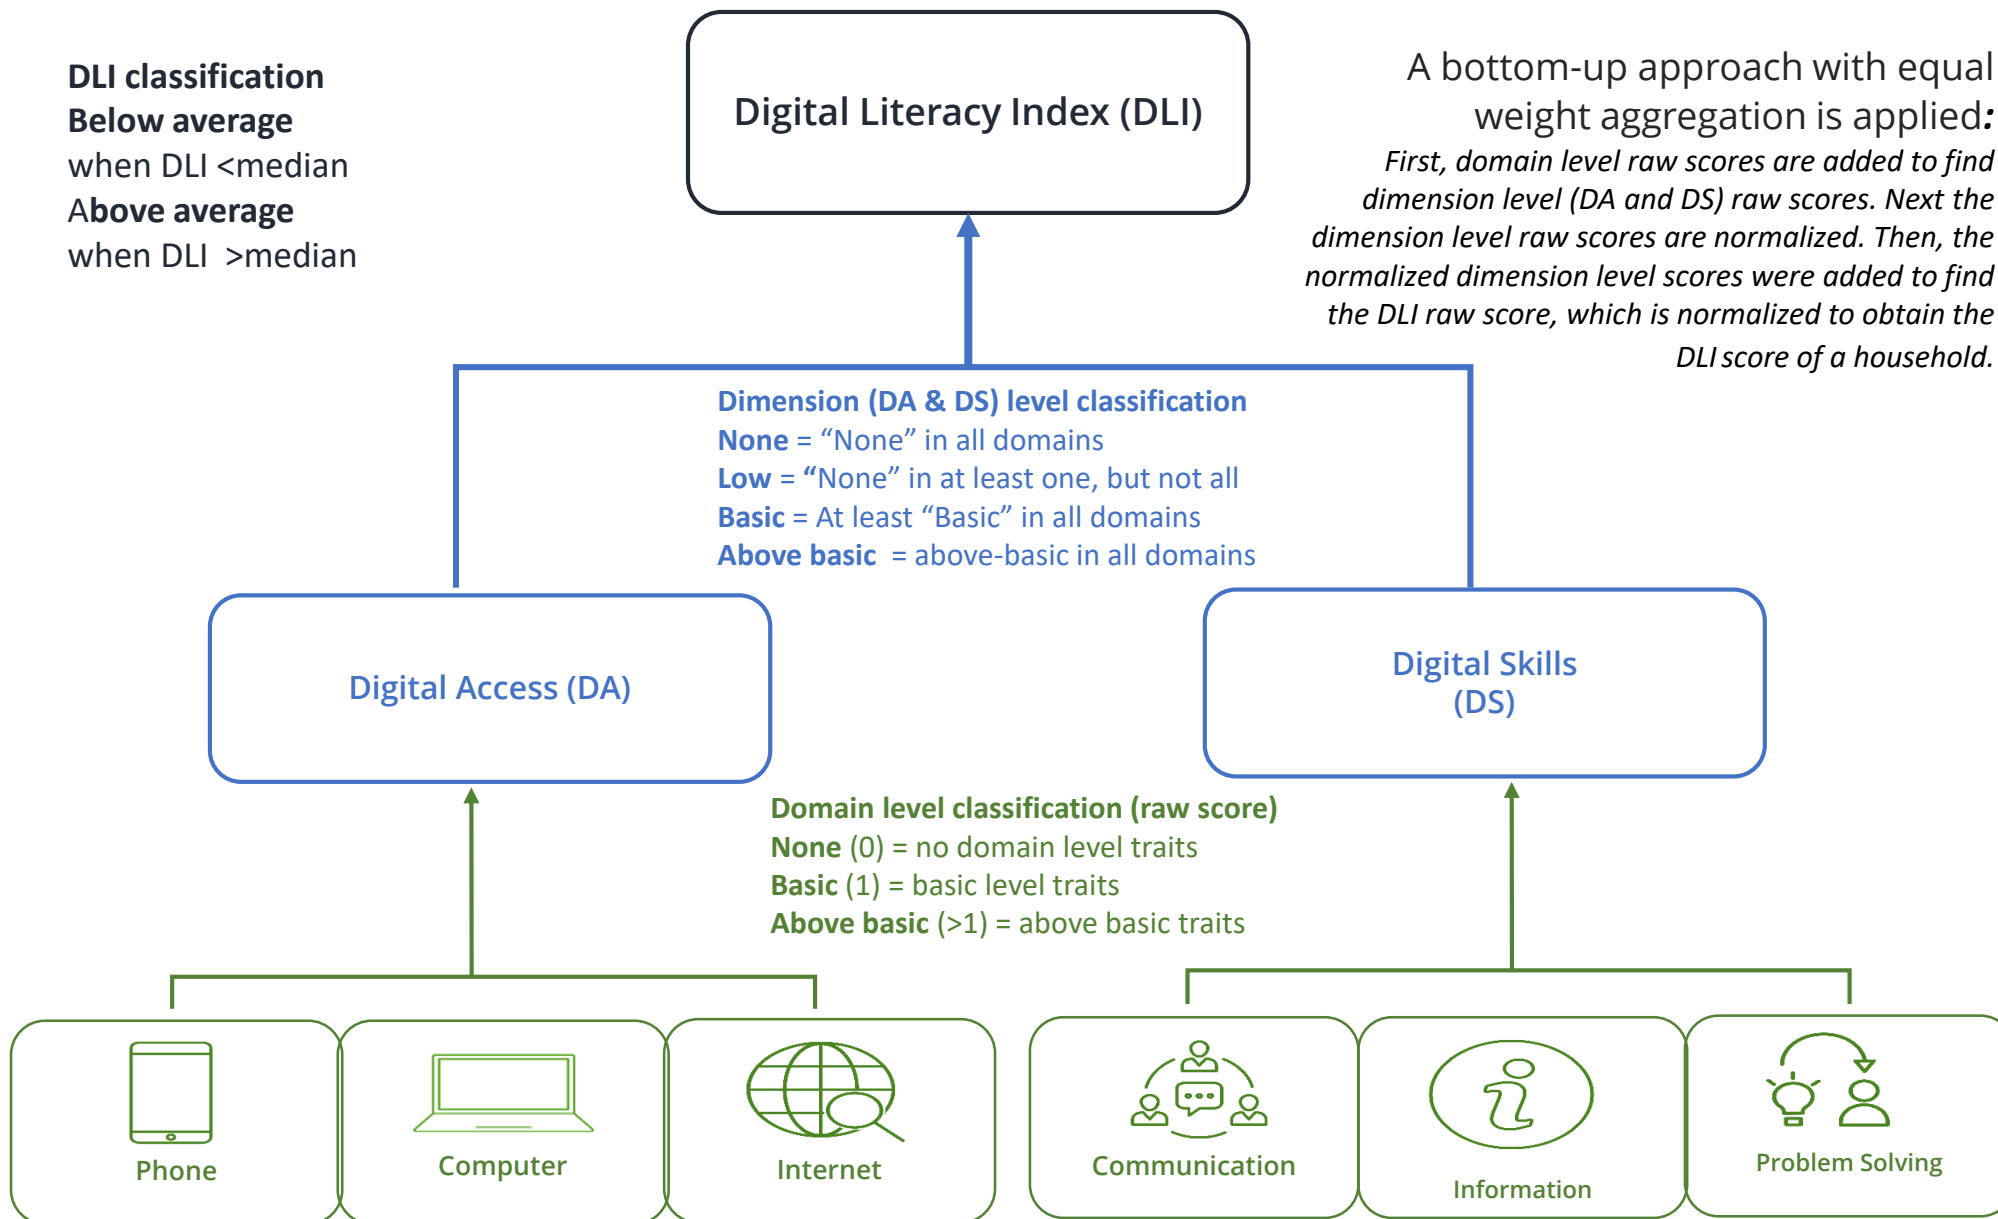 DLI classification
Below average
when DLI <median
Above average
when DLI  >median
Digital Literacy Index (DLI)
A bottom-up approach with equal
weight aggregation is applied:
First, domain level raw scores are added to find
dimension level (DA and DS) raw scores. Next the
dimension level raw scores are normalized. Then, the
normalized dimension level scores were added to find
the DLI raw score, which is normalized to obtain the
DLI score of a household.
Dimension (DA & DS) level classification
None = “None” in all domains
Low = “None” in at least one, but not all
Basic = At least “Basic” in all domains
Above basic  = above-basic in all domains
Digital Access (DA)
Digital Skills
(DS)
Domain level classification (raw score)
None (0) = no domain level traits
Basic (1) = basic level traits
Above basic (>1) = above basic traits
Phone
Computer
Internet
Communication
Information
Problem Solving